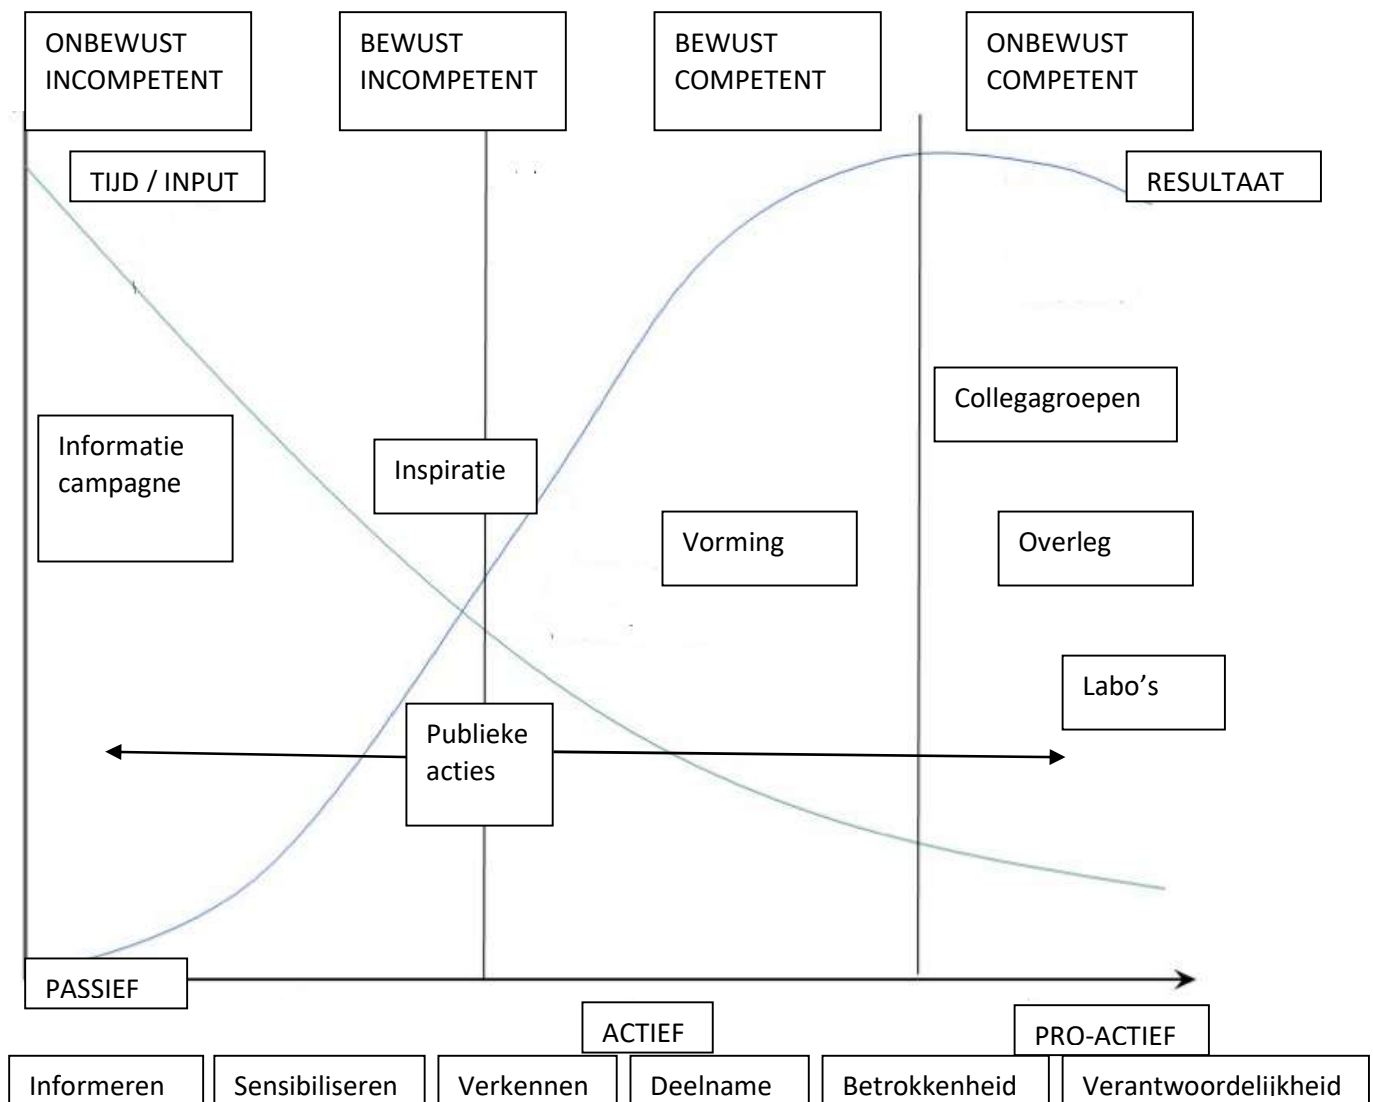 ONBEWUST
INCOMPETENT
BEWUST
INCOMPETENT
BEWUST
COMPETENT
ONBEWUST
COMPETENT
TIJD / INPUT
RESULTAAT
Collegagroepen
Informatie
campagne
Inspiratie
Vorming
Overleg
Labo's
Publieke
acties
PASSIEF
ACTIEF
PRO-ACTIEF
Informeren
Sensibiliseren
Verkennen
Deelname
Betrokkenheid
Verantwoordelijkheid